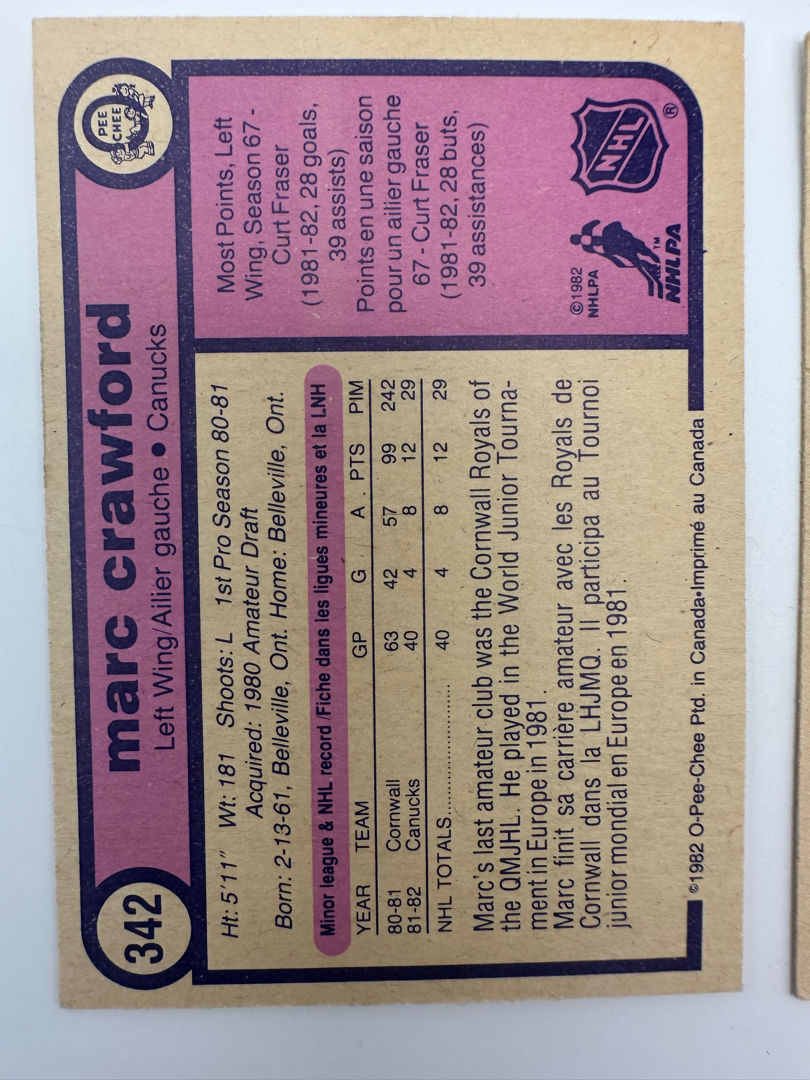 342
marc crawford
Left Wing/Ailier gauche • Canucks
O
PEE
CHEE
Ht: 5'11" Wt: 181 Shoots: L 1st Pro Season 80-81
Acquired: 1980 Amateur Draft
Born: 2-13-61, Belleville, Ont. Home: Belleville, Ont.
Minor league & NHL record/Fiche dans les ligues mineures et la LNH
YEAR TEAM GP G A . PTS PIM
80-81 Cornwall 63 42 57 99 242
81-82 Canucks 40 4 8 12 29
NHL TOTALS.................. 40 4 8 12 29
Marc's last amateur club was the Cornwall Royals of
the QMJHL. He played in the World Junior Tourna-
ment in Europe in 1981.
Marc finit sa carrière amateur avec les Royals de
Cornwall dans la LHJMQ. Il participa au Tournoi
junior mondial en Europe en 1981.
Most Points, Left
Wing, Season 67 -
Curt Fraser
(1981-82, 28 goals,
39 assists)
Points en une saison
pour un ailier gauche
67 - Curt Fraser
(1981-82, 28 buts,
39 assistances)
©1982
NHLPA
NHLPA™
NHL®
©1982 O-Pee-Chee Ptd. in Canada•Imprimé au Canada